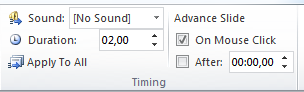 Sound: [No Sound]
Duration: 02,00
Apply To All
Advance Slide
On Mouse Click
After: 00:00,00
Timing